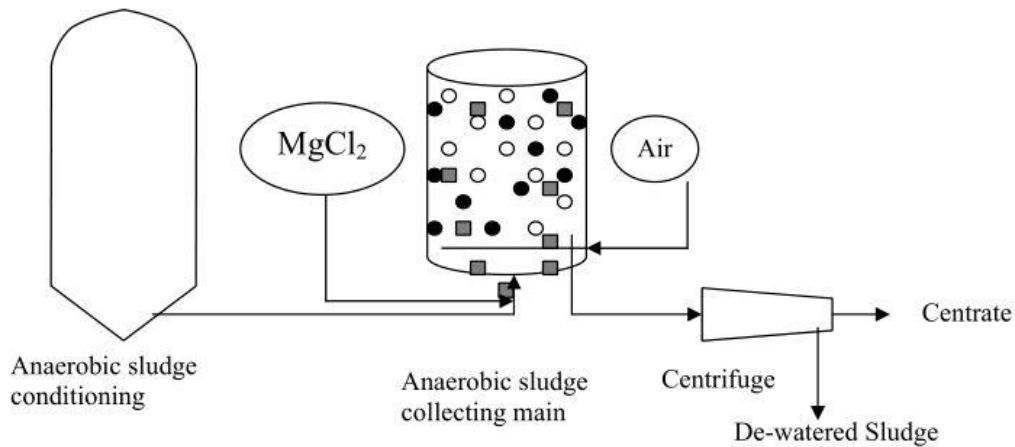 MgCl₂
Air
Centrate
Anaerobic sludge
conditioning
Anaerobic sludge
collecting main
Centrifuge
De-watered Sludge